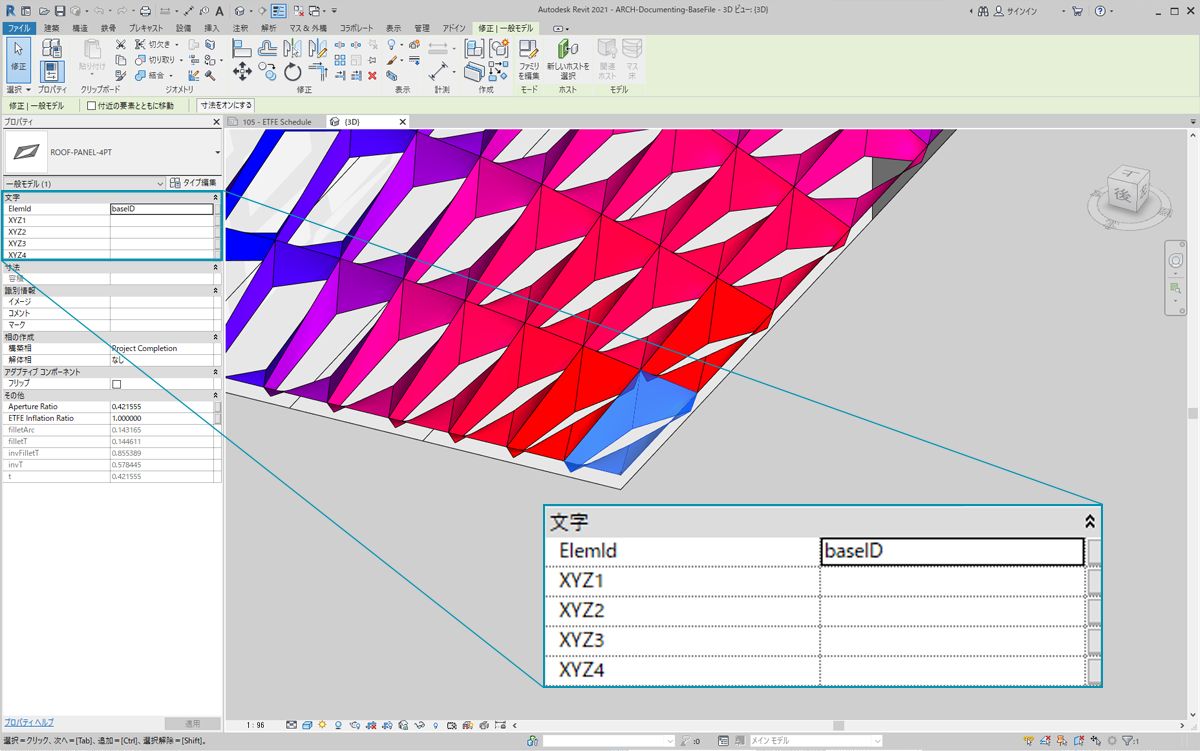 Autodesk Revit 2021 - ARCH-Documenting-BaseFile - 3D ビュー: {3D}
サインイン
ファイル 建築 構造 鉄骨 プレキャスト 設備 挿入 注釈 解析 マス & 外構 コラボレート 表示 管理 アドイン 修正 | 一般モデル
修正 貼り付け 切り欠き 切り取り 結合 ファミリを編集 新しいホストを選択 関連ホスト マス床
選択 プロパティ クリップボード ジオメトリ 修正 表示 計測 作成 モード ホスト モデル
修正 | 一般モデル 付近の要素とともに移動 寸法をオンにする
プロパティ
105 - ETFE Schedule {3D}
ROOF-PANEL-4PT
一般モデル (1) タイプ編集
文字
ElemId baseID
XYZ1
XYZ2
XYZ3
XYZ4
寸法
容積
識別情報
イメージ
コメント
マーク
相の作成
構築相 Project Completion
解体相 なし
アダプティブ コンポーネント
フリップ
その他
Aperture Ratio 0.421555
ETFE Inflation Ratio 1.000000
filletArc 0.143165
filletT 0.144611
invFilletT 0.855389
invT 0.578445
t 0.421555
後
文字
ElemId baseID
XYZ1
XYZ2
XYZ3
XYZ4
プロパティ ヘルプ 適用
1 : 96
選択 = クリック、次へ = [Tab]、追加 = [Ctrl]、選択解除 = [Shift]。
:0
メイン モデル
:1